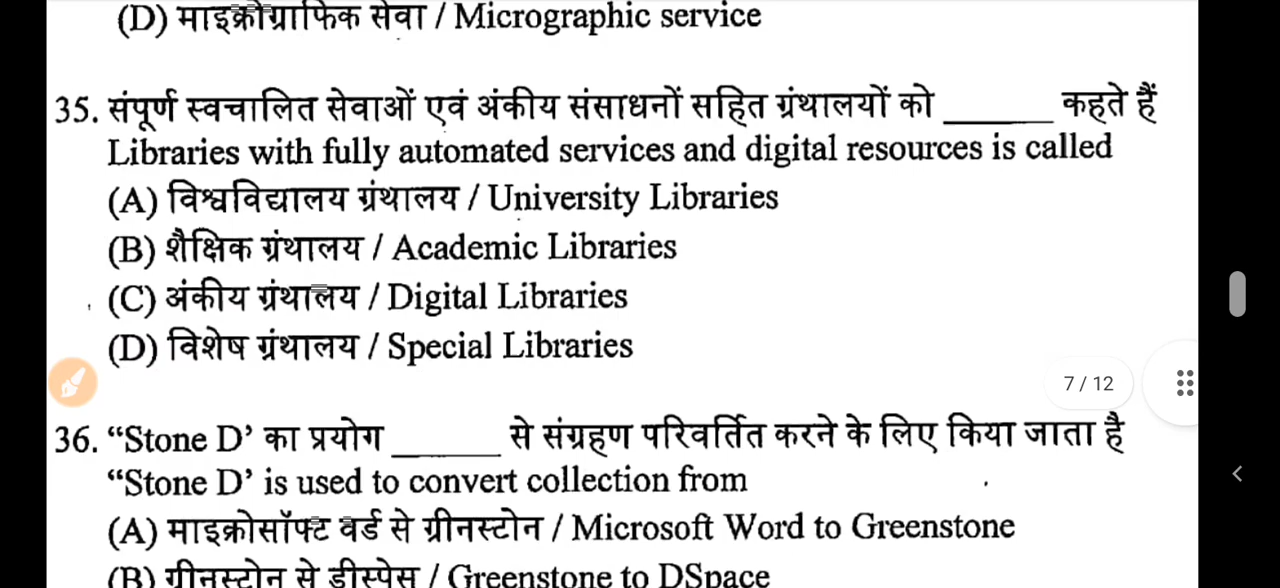 (D) माइक्रोग्राफिक सेवा / Micrographic service
35. संपूर्ण स्वचालित सेवाओं एवं अंकीय संसाधनों सहित ग्रंथालयों को ______ कहते हैं
Libraries with fully automated services and digital resources is called
(A) विश्वविद्यालय ग्रंथालय / University Libraries
(B) शैक्षिक ग्रंथालय / Academic Libraries
(C) अंकीय ग्रंथालय / Digital Libraries
(D) विशेष ग्रंथालय / Special Libraries
7 / 12
36. “Stone D’ का प्रयोग ______ से संग्रहण परिवर्तित करने के लिए किया जाता है
“Stone D’ is used to convert collection from
(A) माइक्रोसॉफ्ट वर्ड से ग्रीनस्टोन / Microsoft Word to Greenstone
(B) ग्रीनस्टोन से डीस्पेस / Greenstone to DSpace